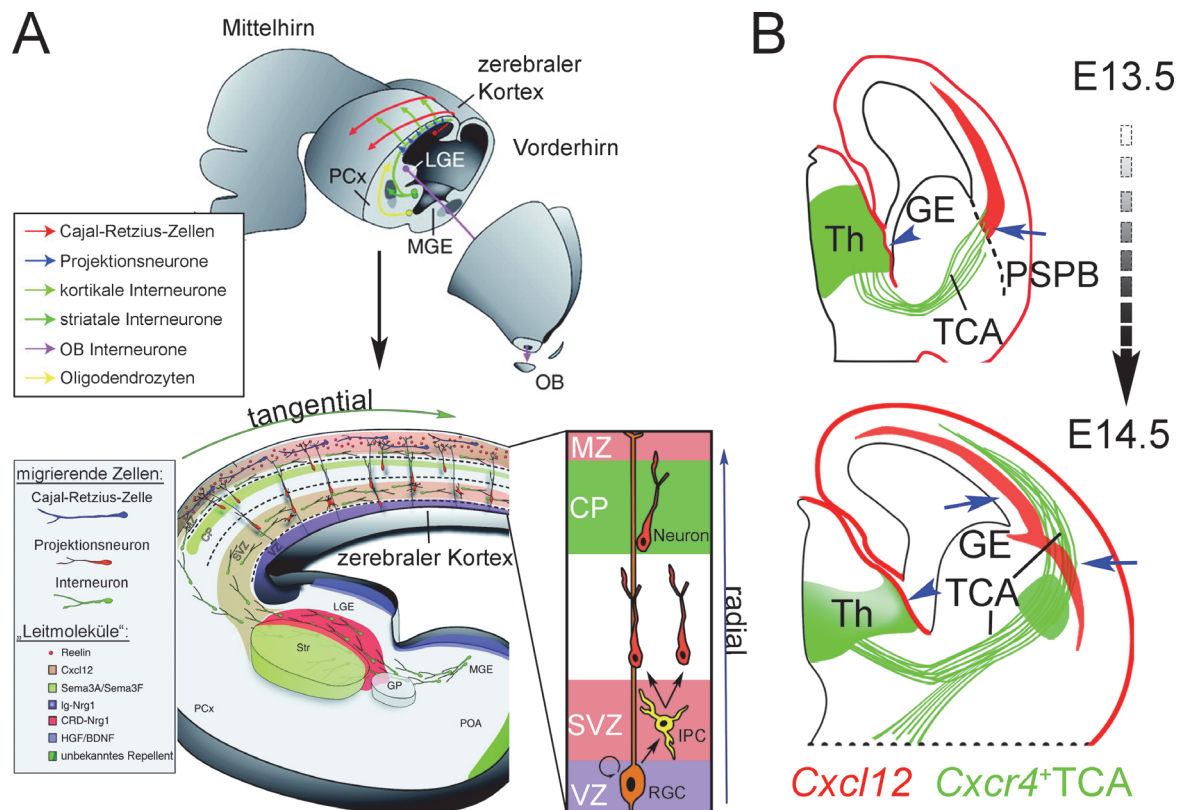 A
Mittelhirn
zerebraler
Kortex
Vorderhirn
LGE
PCx
MGE
OB
Cajal-Retzius-Zellen
Projektionsneurone
kortikale Interneurone
striatale Interneurone
OB Interneurone
Oligodendrozyten
tangential
migrierende Zellen:
Cajal-Retzius-Zelle
Projektionsneuron
Interneuron
„Leitmoleküle“:
Reelin
Cxcl12
Sema3A/Sema3F
Ig-Nrg1
CRD-Nrg1
HGF/BDNF
unbekanntes Repellent
MZ
CP
SVZ
VZ
zerebraler Kortex
LGE
Str
GP
MGE
PCx
POA
MZ
CP
Neuron
SVZ
IPC
VZ
RGC
radial
B
E13.5
GE
Th
PSPB
TCA
E14.5
GE
TCA
Th
Cxcl12 Cxcr4⁺TCA